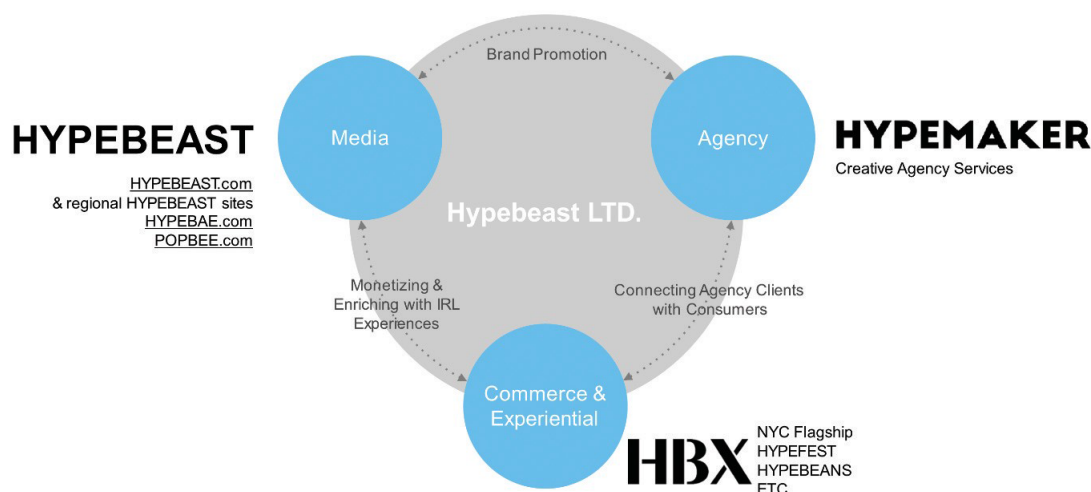 Brand Promotion
HYPEBEAST
HYPEBEAST.com
& regional HYPEBEAST sites
HYPEBAE.com
POPBEE.com
Media
Agency
HYPEMAKER
Creative Agency Services
Hypebeast LTD.
Monetizing &
Enriching with IRL
Experiences
Connecting Agency Clients
with Consumers
Commerce &
Experiential
HBX
NYC Flagship
HYPEFEST
HYPEBEANS
ETC